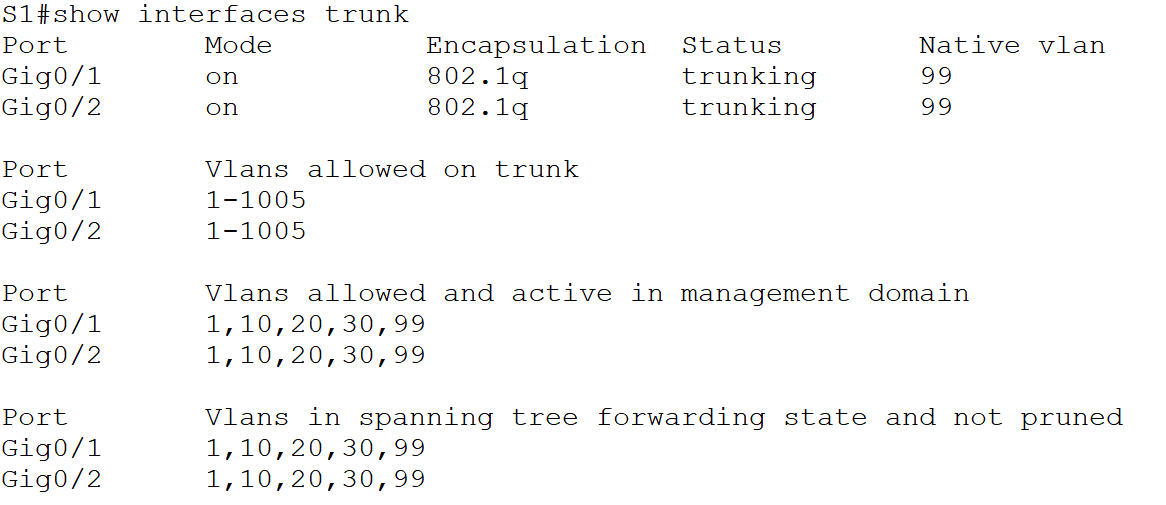 S1#show interfaces trunk
Port Mode Encapsulation Status Native vlan
Gig0/1 on 802.1q trunking 99
Gig0/2 on 802.1q trunking 99
Port Vlans allowed on trunk
Gig0/1 1-1005
Gig0/2 1-1005
Port Vlans allowed and active in management domain
Gig0/1 1,10,20,30,99
Gig0/2 1,10,20,30,99
Port Vlans in spanning tree forwarding state and not pruned
Gig0/1 1,10,20,30,99
Gig0/2 1,10,20,30,99